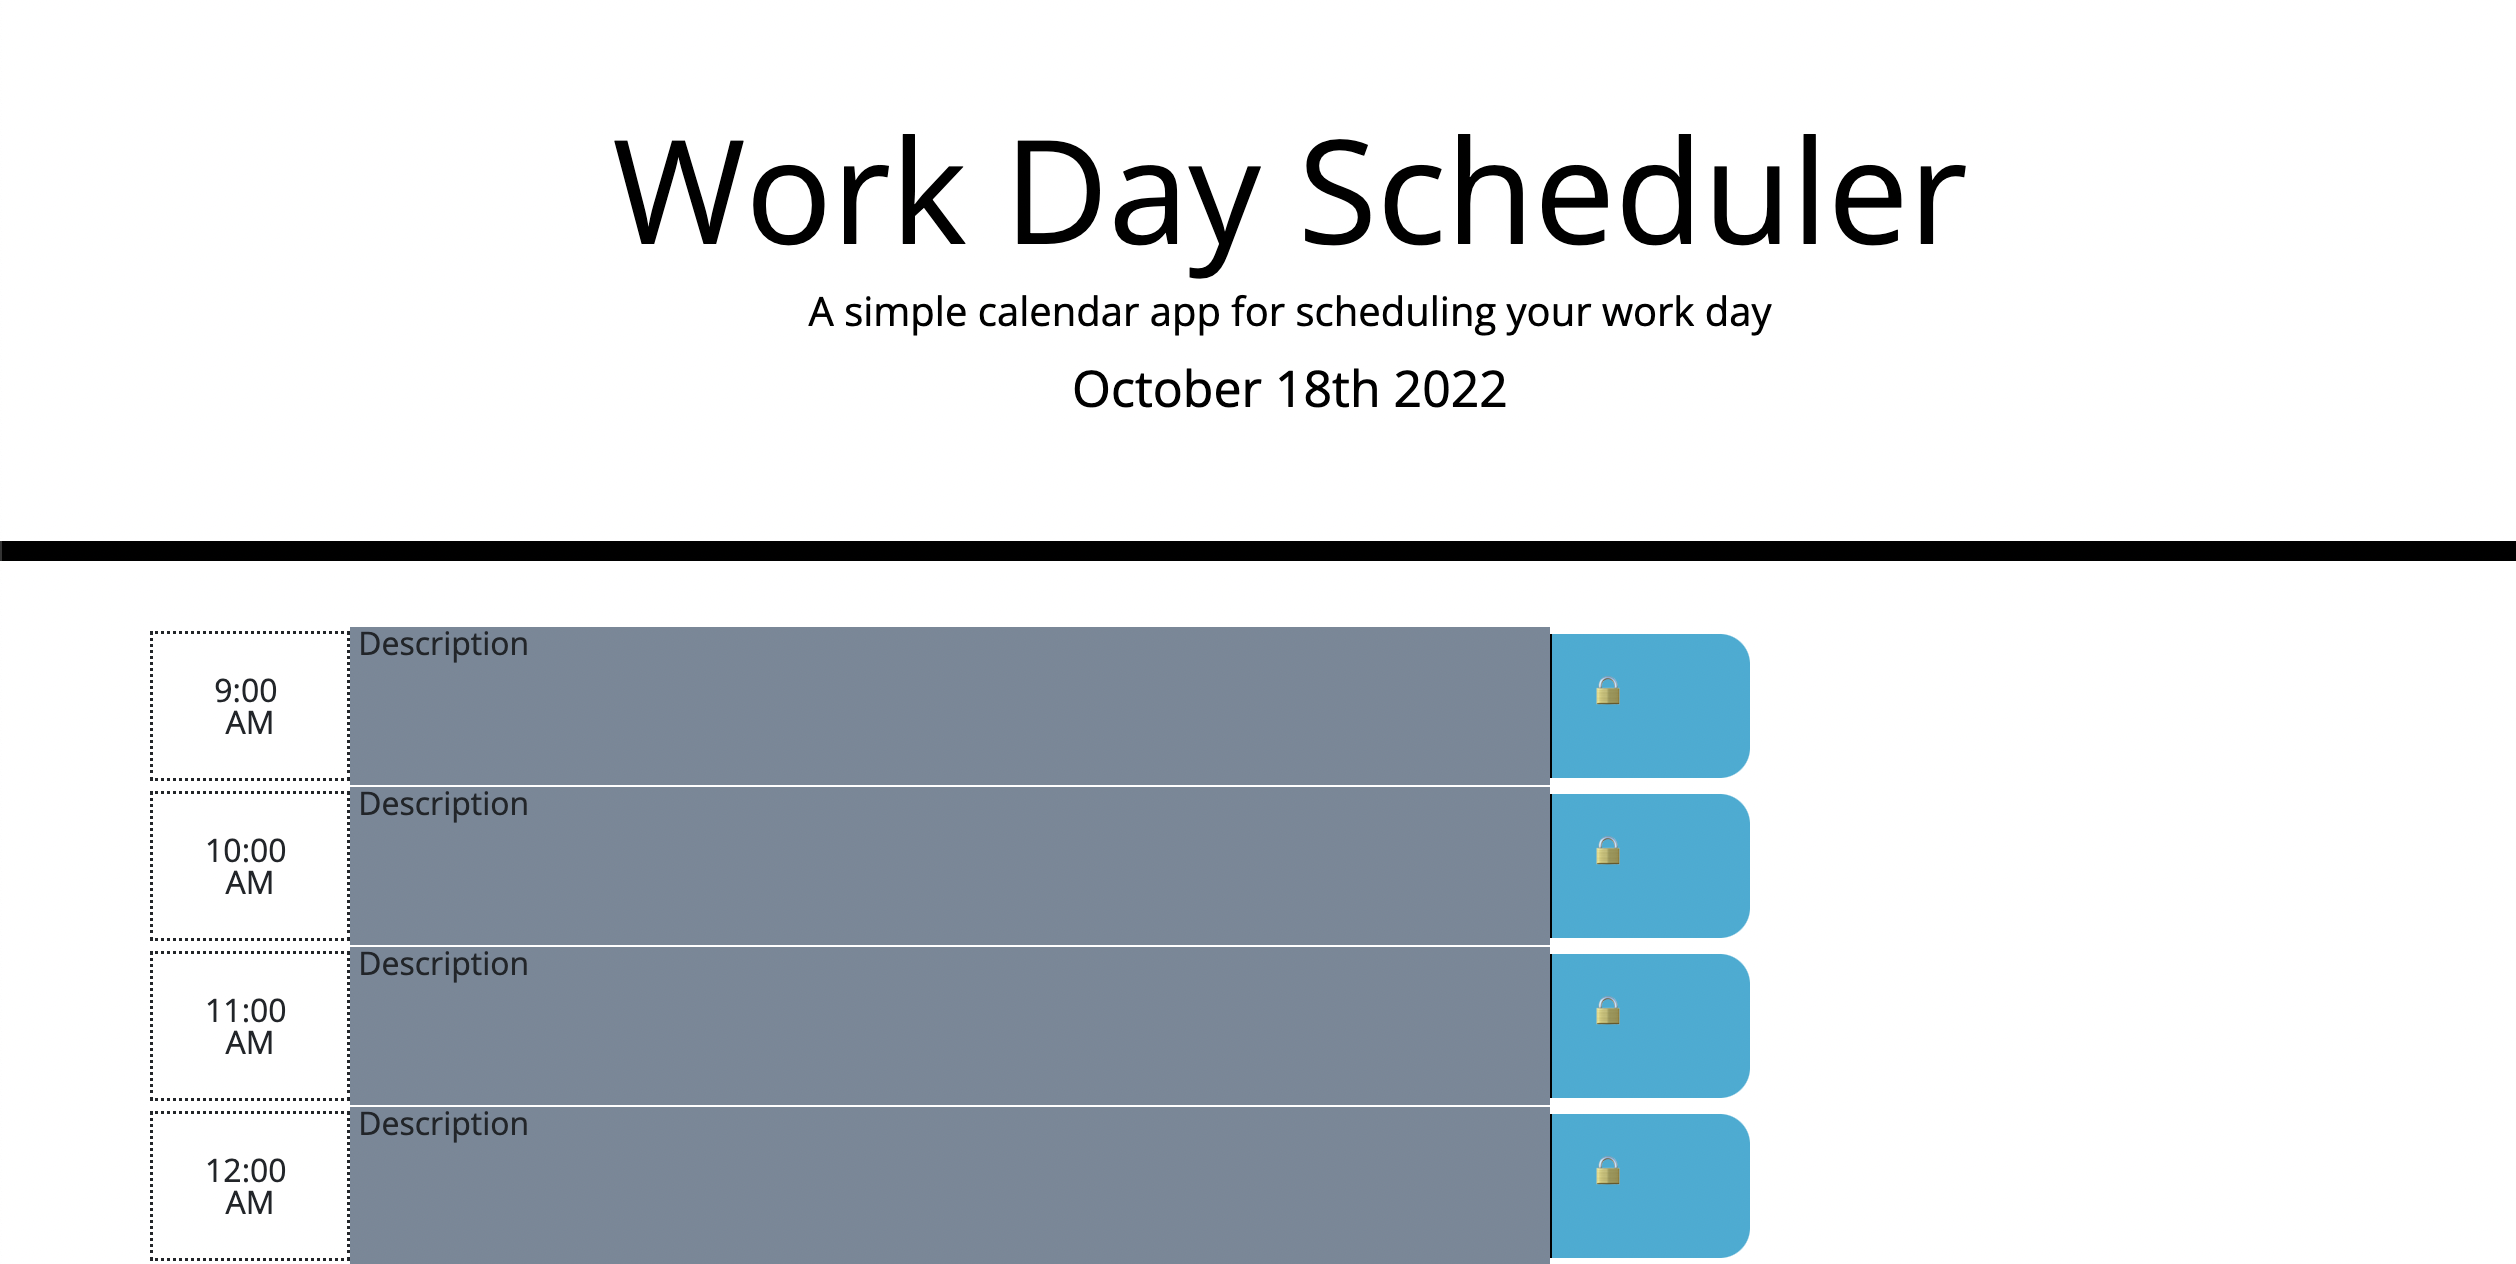 Work Day Scheduler
A simple calendar app for scheduling your work day
October 18th 2022
9:00
AM
Description
10:00
AM
Description
11:00
AM
Description
12:00
AM
Description